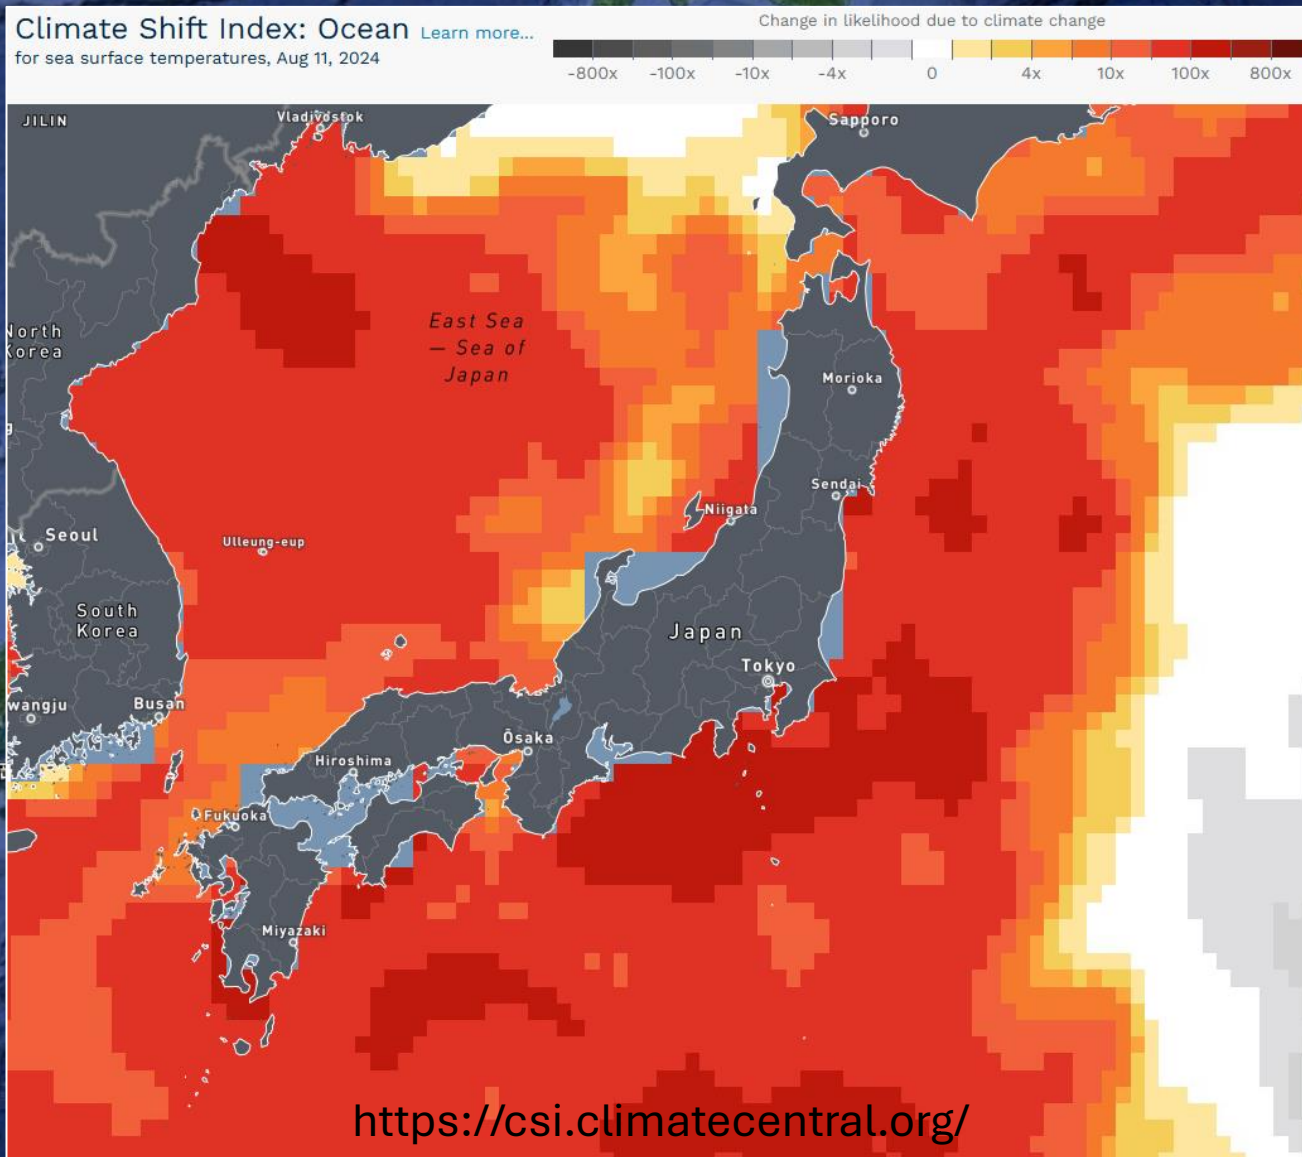 Climate Shift Index: Ocean Learn more...
for sea surface temperatures, Aug 11, 2024
Change in likelihood due to climate change
-800x -100x -10x -4x 0 4x 10x 100x 800x
JILIN
Vladivostok
Sapporo
North
Korea
East Sea
— Sea of
Japan
Morioka
Sendai
Niigata
Seoul
Ulleung-eup
South
Korea
Japan
Tokyo
wangju
Busan
Ōsaka
Hiroshima
Fukuoka
Miyazaki
https://csi.climatecentral.org/